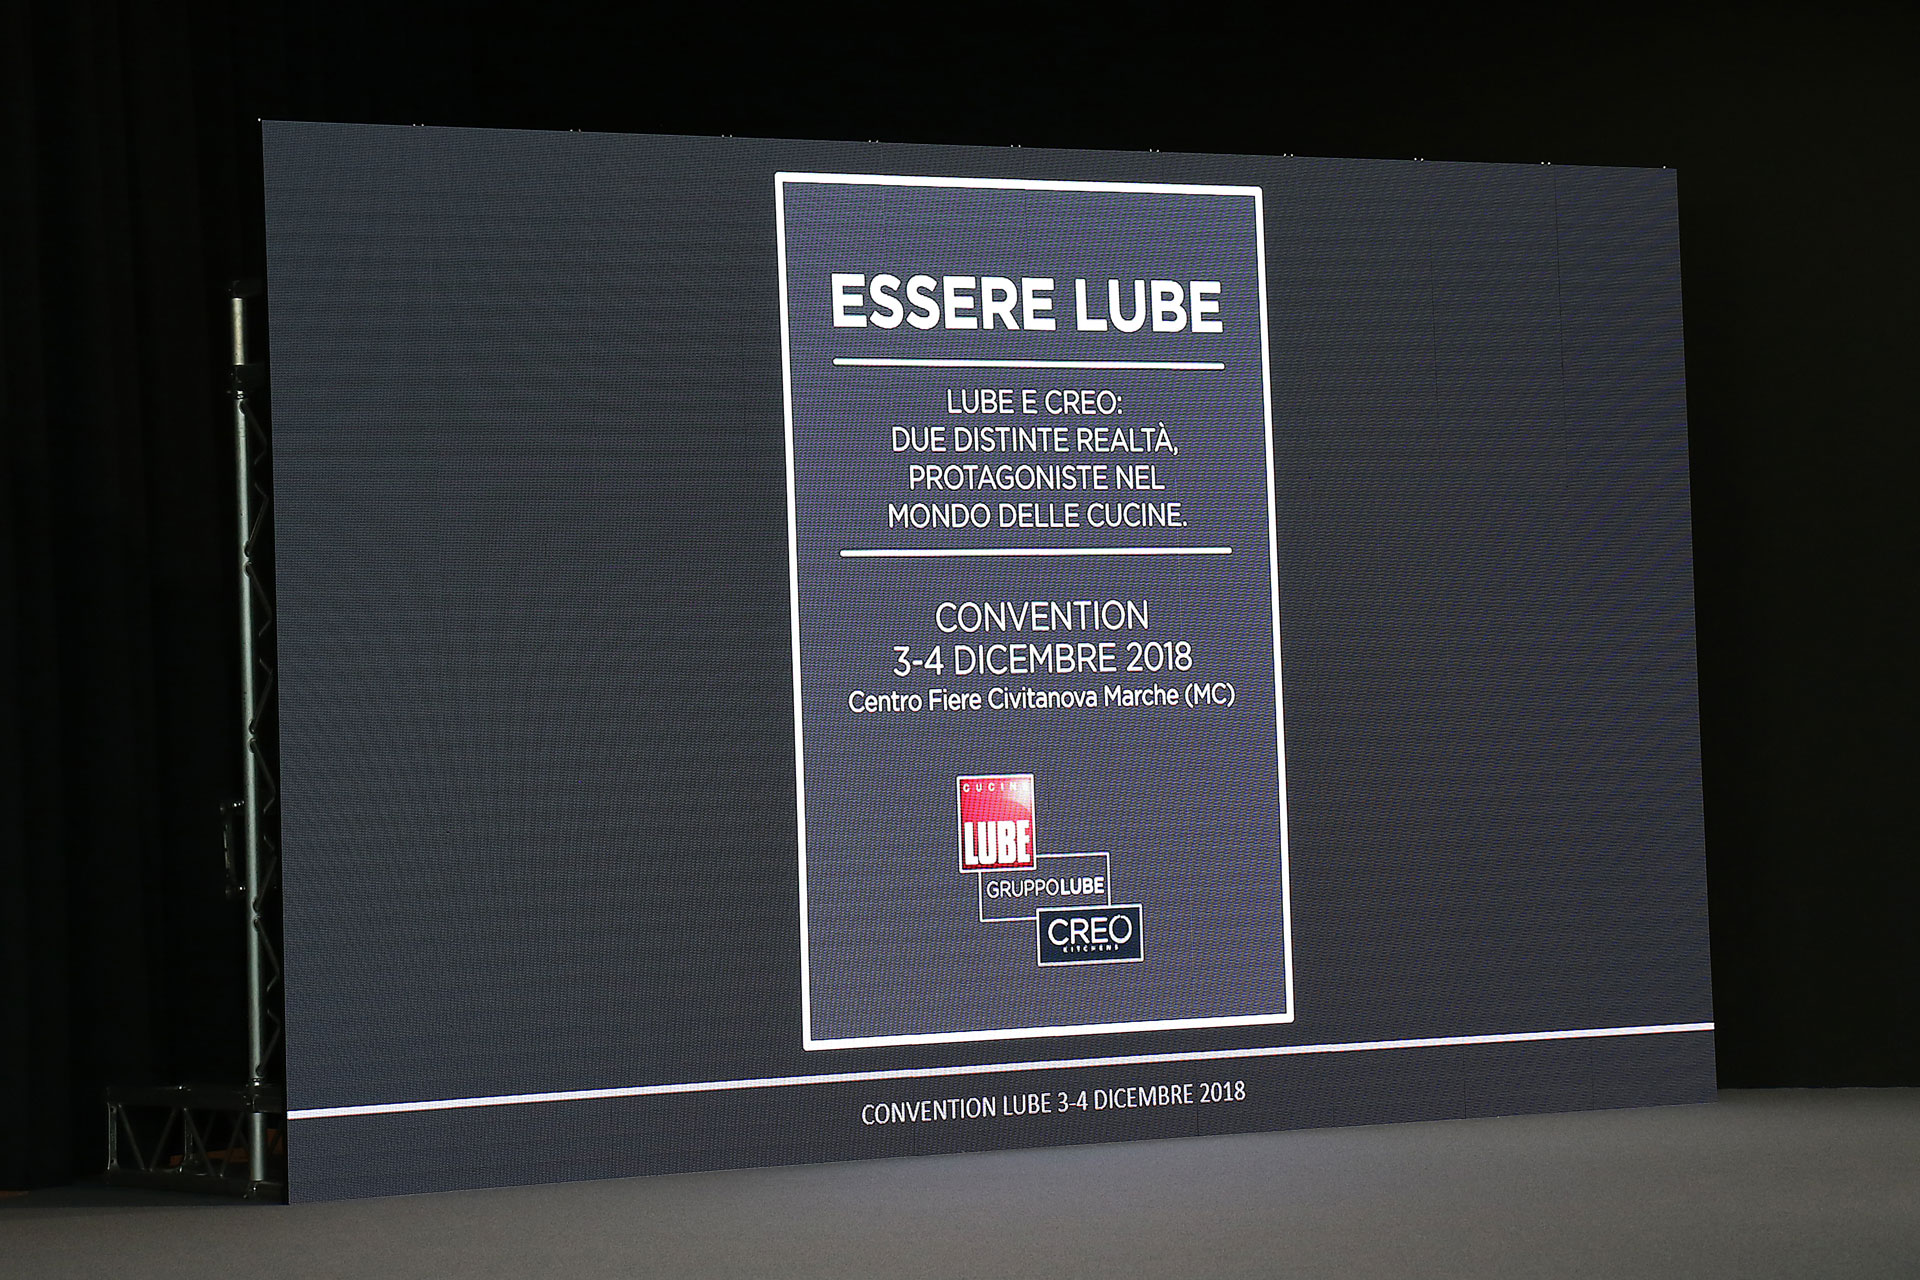 ESSERE LUBE
LUBE E CREO:
DUE DISTINTE REALTÀ,
PROTAGONISTE NEL
MONDO DELLE CUCINE.
CONVENTION
3-4 DICEMBRE 2018
Centro Fiere Civitanova Marche (MC)
CUCINE
LUBE
GRUPPOLUBE
CREO
KITCHENS
CONVENTION LUBE 3-4 DICEMBRE 2018